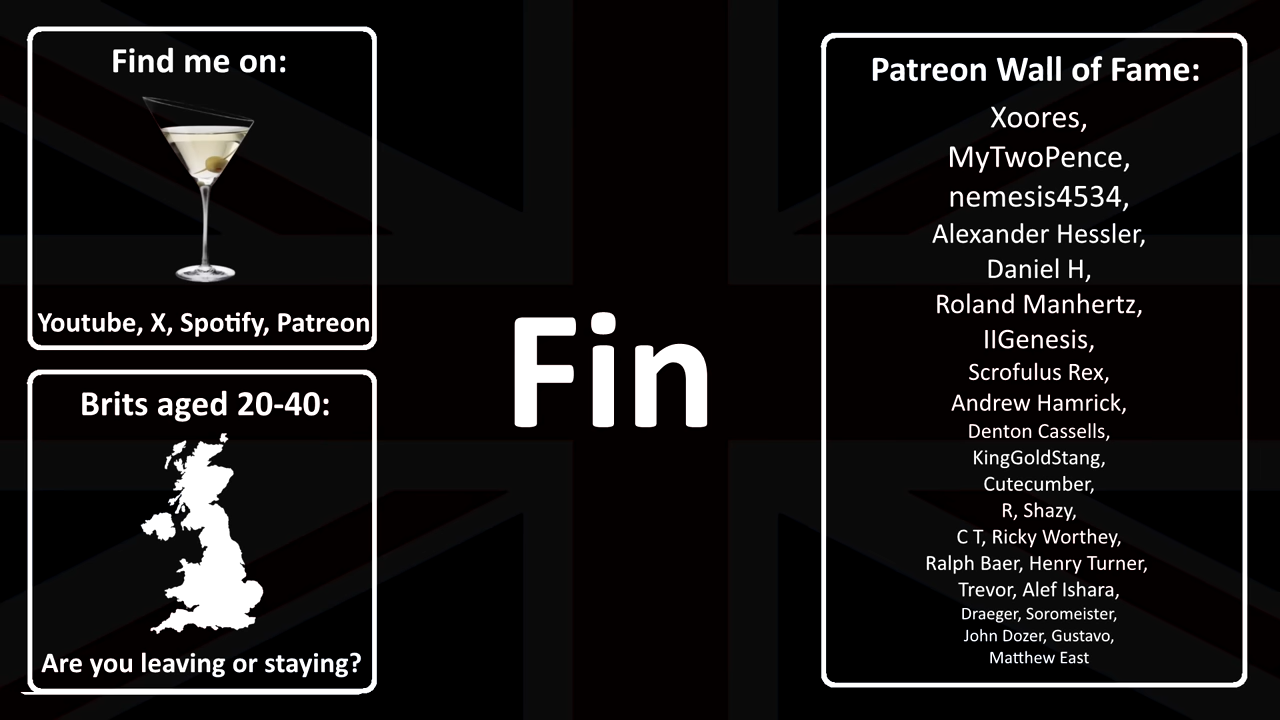 Find me on:
Youtube, X, Spotify, Patreon
Brits aged 20-40:
Are you leaving or staying?
Fin
Patreon Wall of Fame:
Xoores,
MyTwoPence,
nemesis4534,
Alexander Hessler,
Daniel H,
Roland Manhertz,
IIGenesis,
Scrofulus Rex,
Andrew Hamrick,
Denton Cassells,
KingGoldStang,
Cutecumber,
R, Shazy,
C T, Ricky Worthey,
Ralph Baer, Henry Turner,
Trevor, Alef Ishara,
Draeger, Soromeister,
John Dozer, Gustavo,
Matthew East